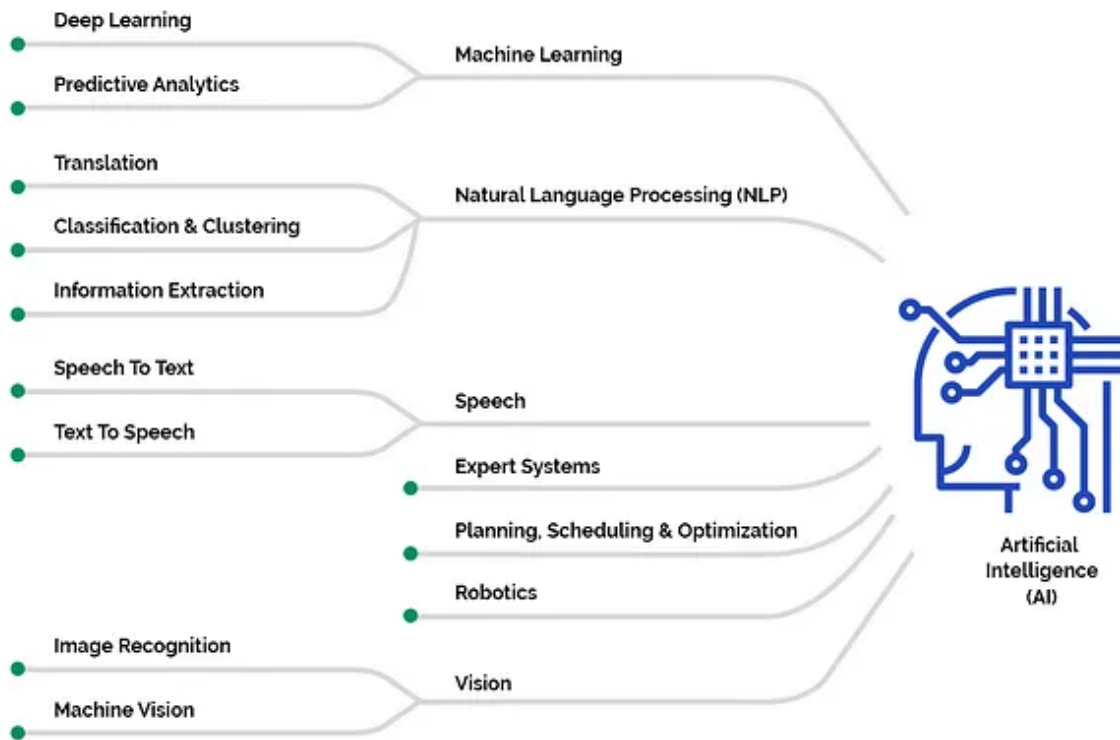 Deep Learning
Machine Learning
Predictive Analytics
Translation
Natural Language Processing (NLP)
Classification & Clustering
Information Extraction
Speech To Text
Speech
Text To Speech
Expert Systems
Planning, Scheduling & Optimization
Robotics
Artificial
Intelligence
(AI)
Image Recognition
Vision
Machine Vision